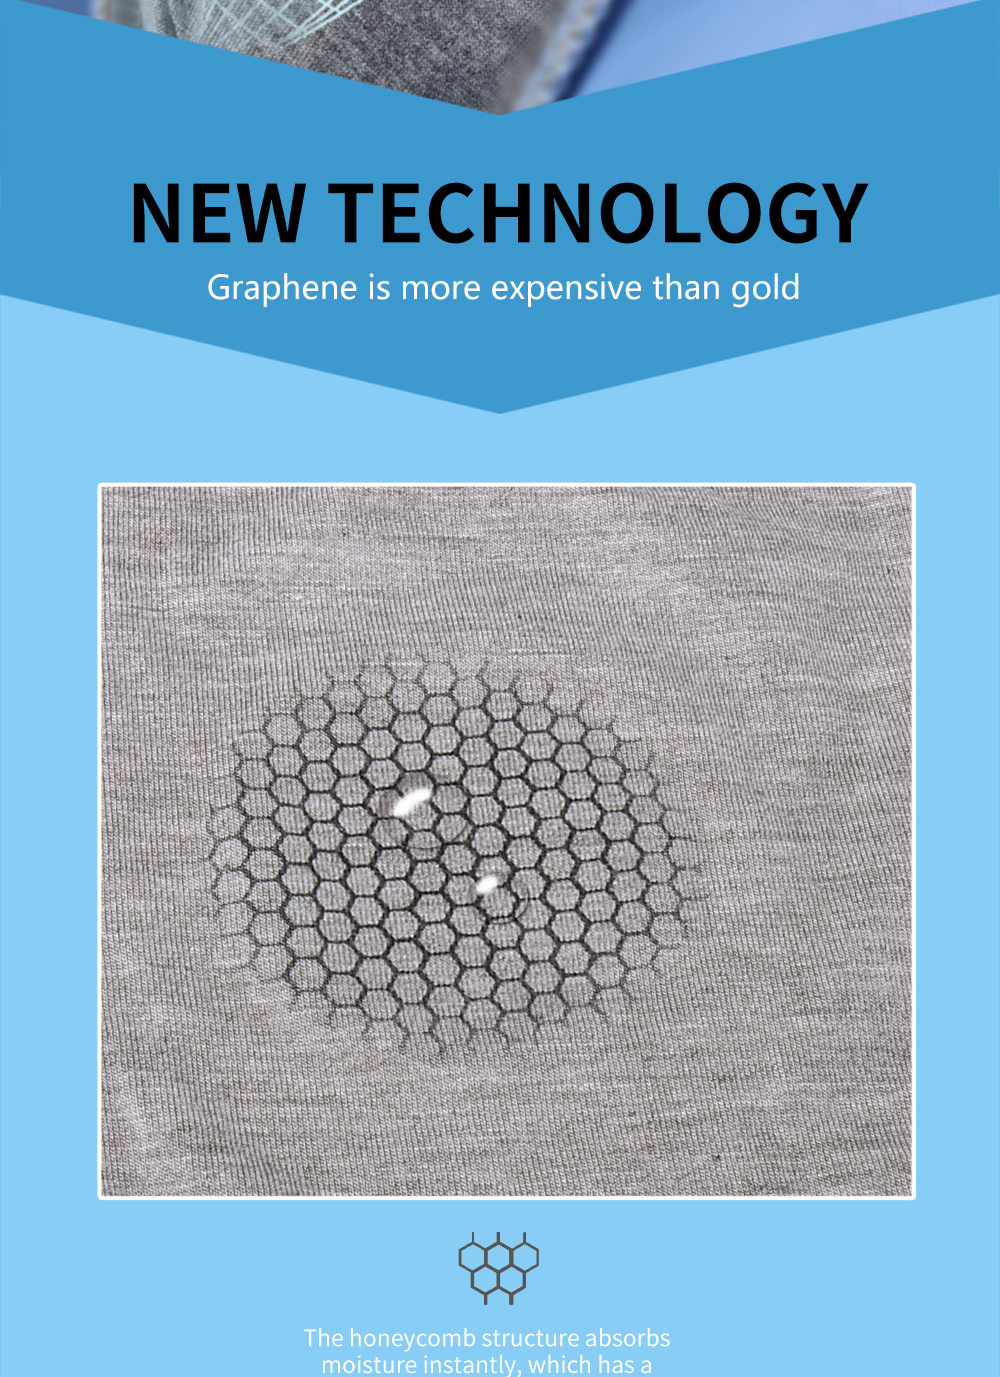 NEW TECHNOLOGY
Graphene is more expensive than gold
The honeycomb structure absorbs
moisture instantly, which has a